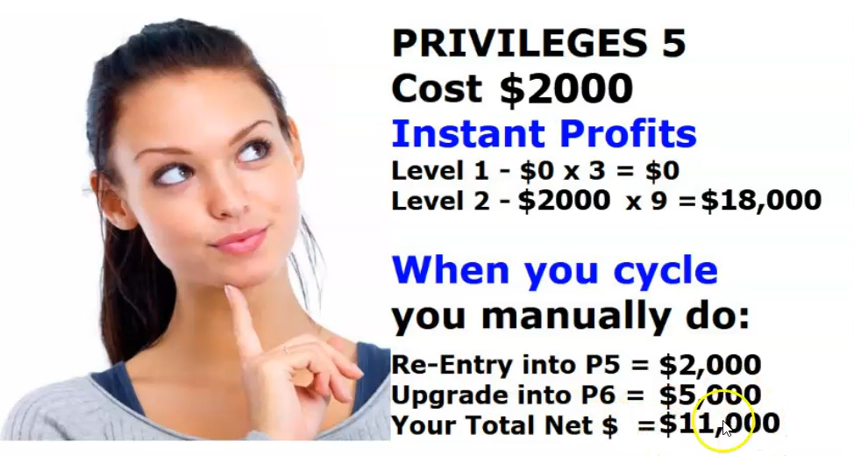 PRIVILEGES 5
Cost $2000
Instant Profits
Level 1 - $0 x 3 = $0
Level 2 - $2000 x 9 = $18,000
When you cycle
you manually do:
Re-Entry into P5 = $2,000
Upgrade into P6 = $5,000
Your Total Net $ = $11,000